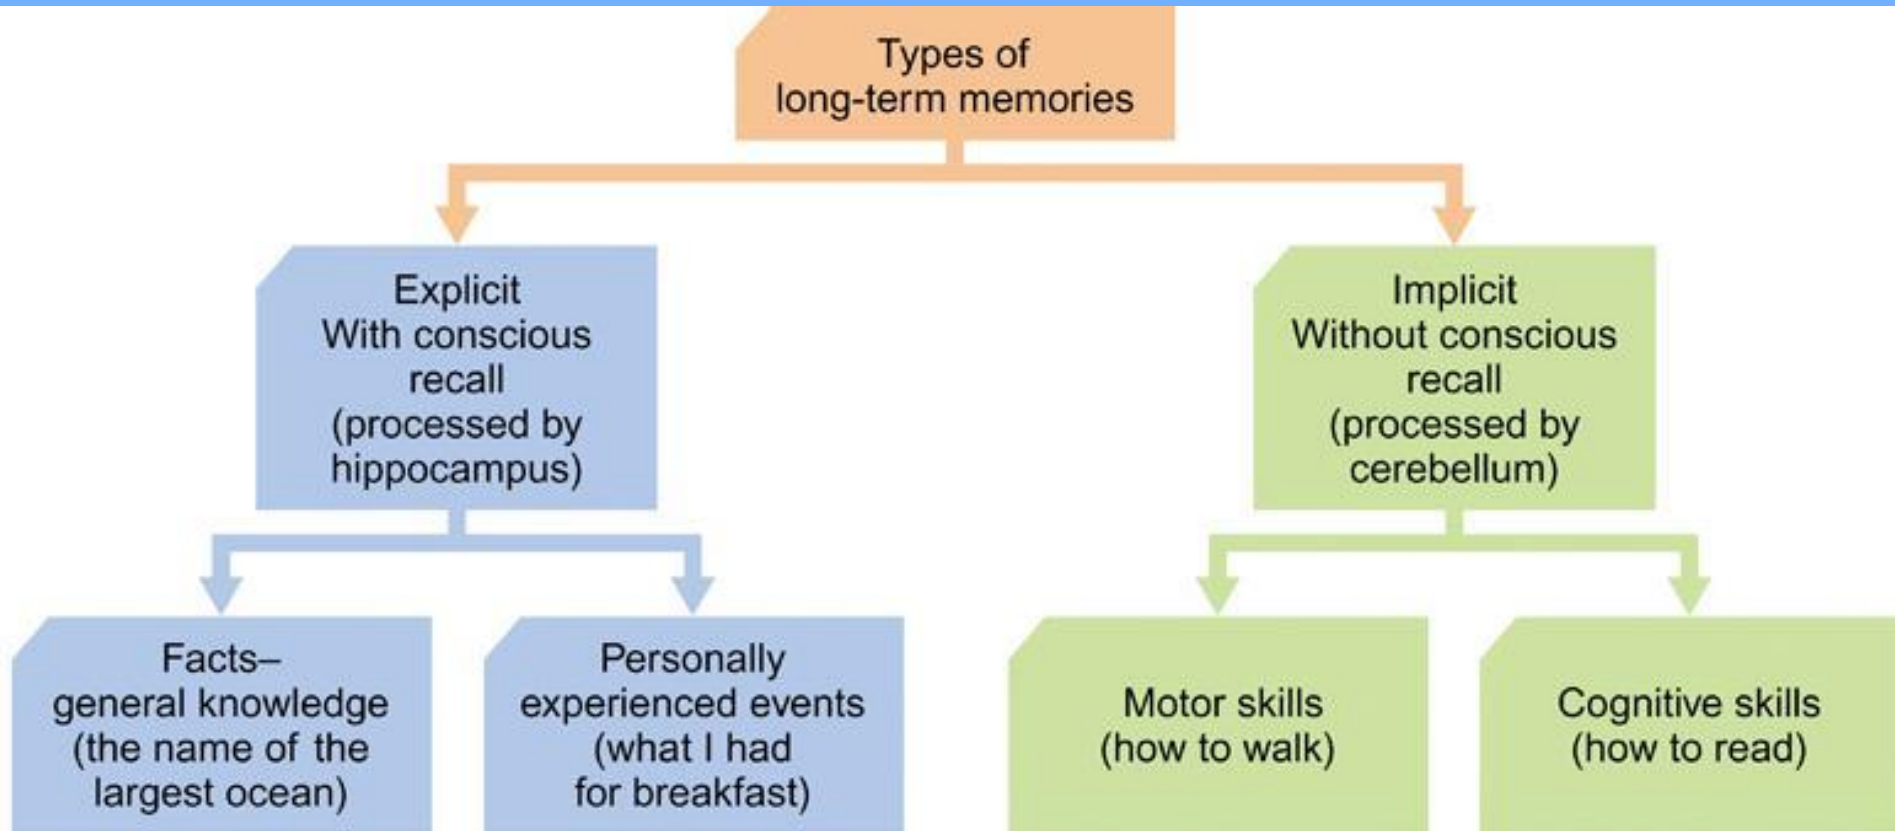 Types of
long-term memories
Explicit
With conscious
recall
(processed by
hippocampus)
Implicit
Without conscious
recall
(processed by
cerebellum)
Facts–
general knowledge
(the name of the
largest ocean)
Personally
experienced events
(what I had
for breakfast)
Motor skills
(how to walk)
Cognitive skills
(how to read)